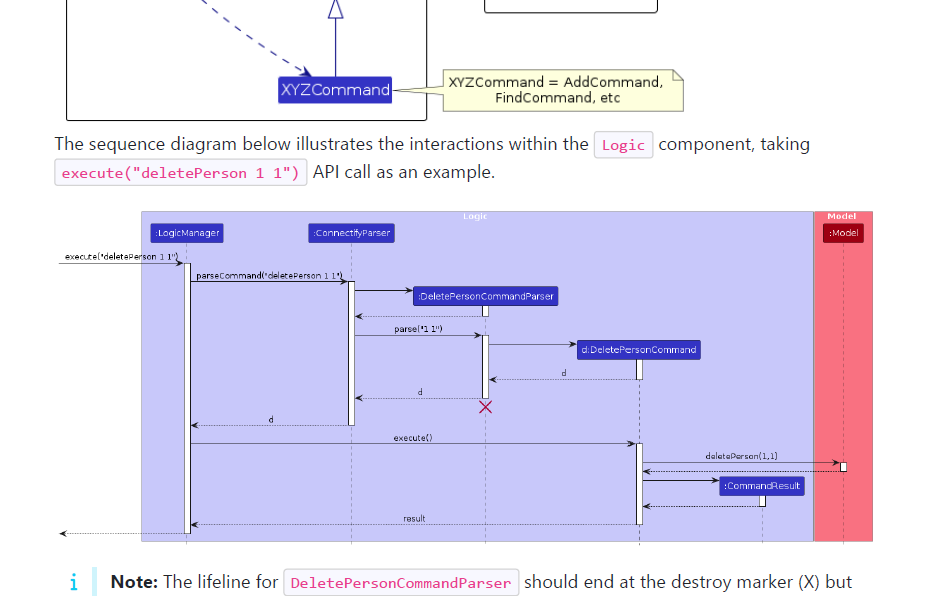 XYZCommand
XYZCommand = AddCommand,
FindCommand, etc
The sequence diagram below illustrates the interactions within the Logic component, taking
execute("deletePerson 1 1") API call as an example.
Logic
Model
:LogicManager
:ConnectifyParser
:Model
execute("deletePerson 1 1")
parseCommand("deletePerson 1 1")
:DeletePersonCommandParser
parse("1 1")
d:DeletePersonCommand
d
d
d
execute()
deletePerson(1,1)
:CommandResult
result
i Note: The lifeline for DeletePersonCommandParser should end at the destroy marker (X) but